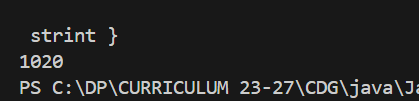 strint }
1020
PS C:\DP\CURRICULUM 23-27\CDG\java\Ja